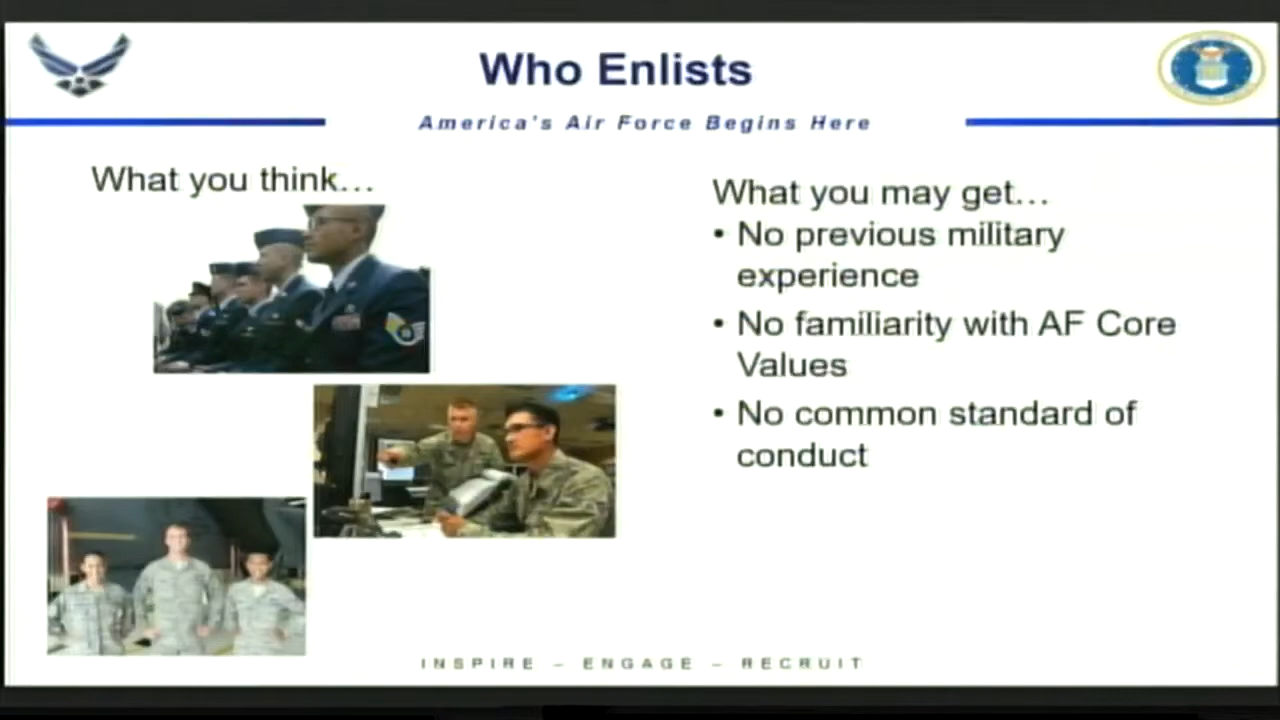 Who Enlists
America's Air Force Begins Here
What you think…
What you may get…
• No previous military
experience
• No familiarity with AF Core
Values
• No common standard of
conduct
INSPIRE – ENGAGE – RECRUIT